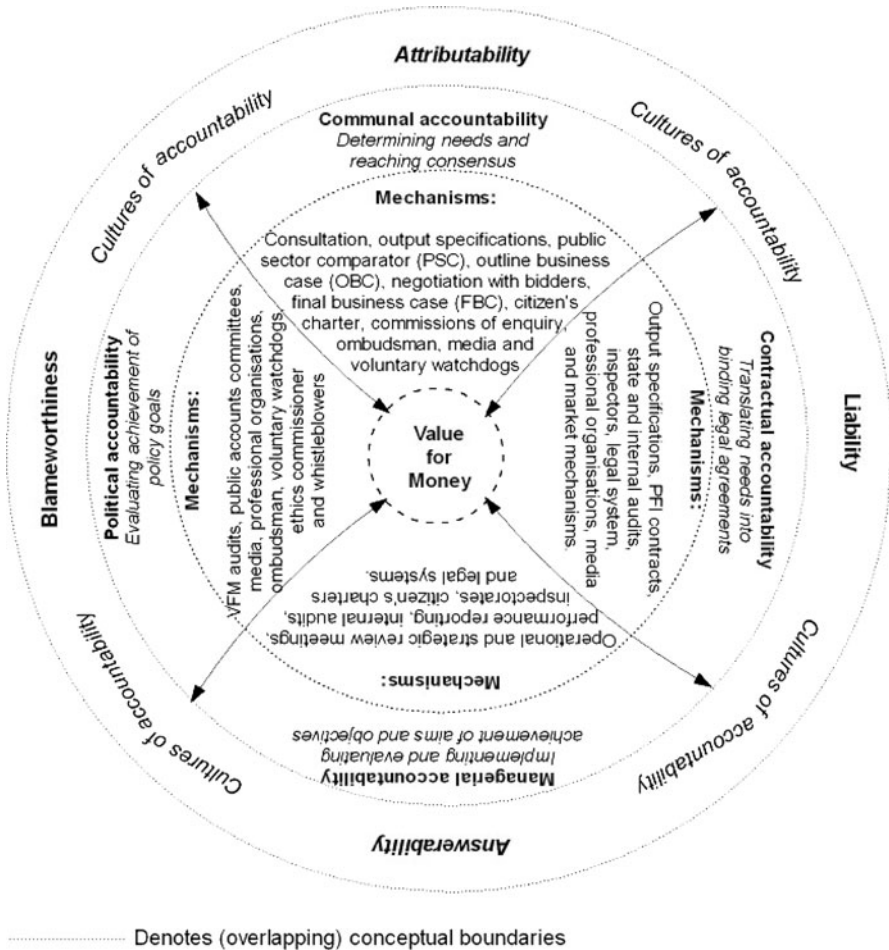 Attributability
Cultures of accountability
Cultures of accountability
Communal accountability
Determining needs and
reaching consensus
Mechanisms:
Consultation, output specifications, public
sector comparator (PSC), outline business
case (OBC), negotiation with bidders,
final business case (FBC), citizen's
charter, commissions of enquiry,
ombudsman, media and
voluntary watchdogs
Blameworthiness
Political accountability
Evaluating achievement of
policy goals
Mechanisms:
VFM audits, public accounts committees,
media, professional organisations,
ombudsman, voluntary watchdogs,
ethics commissioner
and whistleblowers
Value
for
Money
Liability
Contractual accountability
Translating needs into
binding legal agreements
Mechanisms:
Output specifications, PFI contracts,
state and internal audits,
inspectors, legal system,
professional organisations, media
and market mechanisms.
Managerial accountability
Implementing and evaluating
achievement of aims and objectives
Mechanisms:
Operational and strategic review meetings,
performance reporting, internal audits,
inspectorates, citizen's charters
and legal systems.
Cultures of accountability
Cultures of accountability
Answerability
Denotes (overlapping) conceptual boundaries